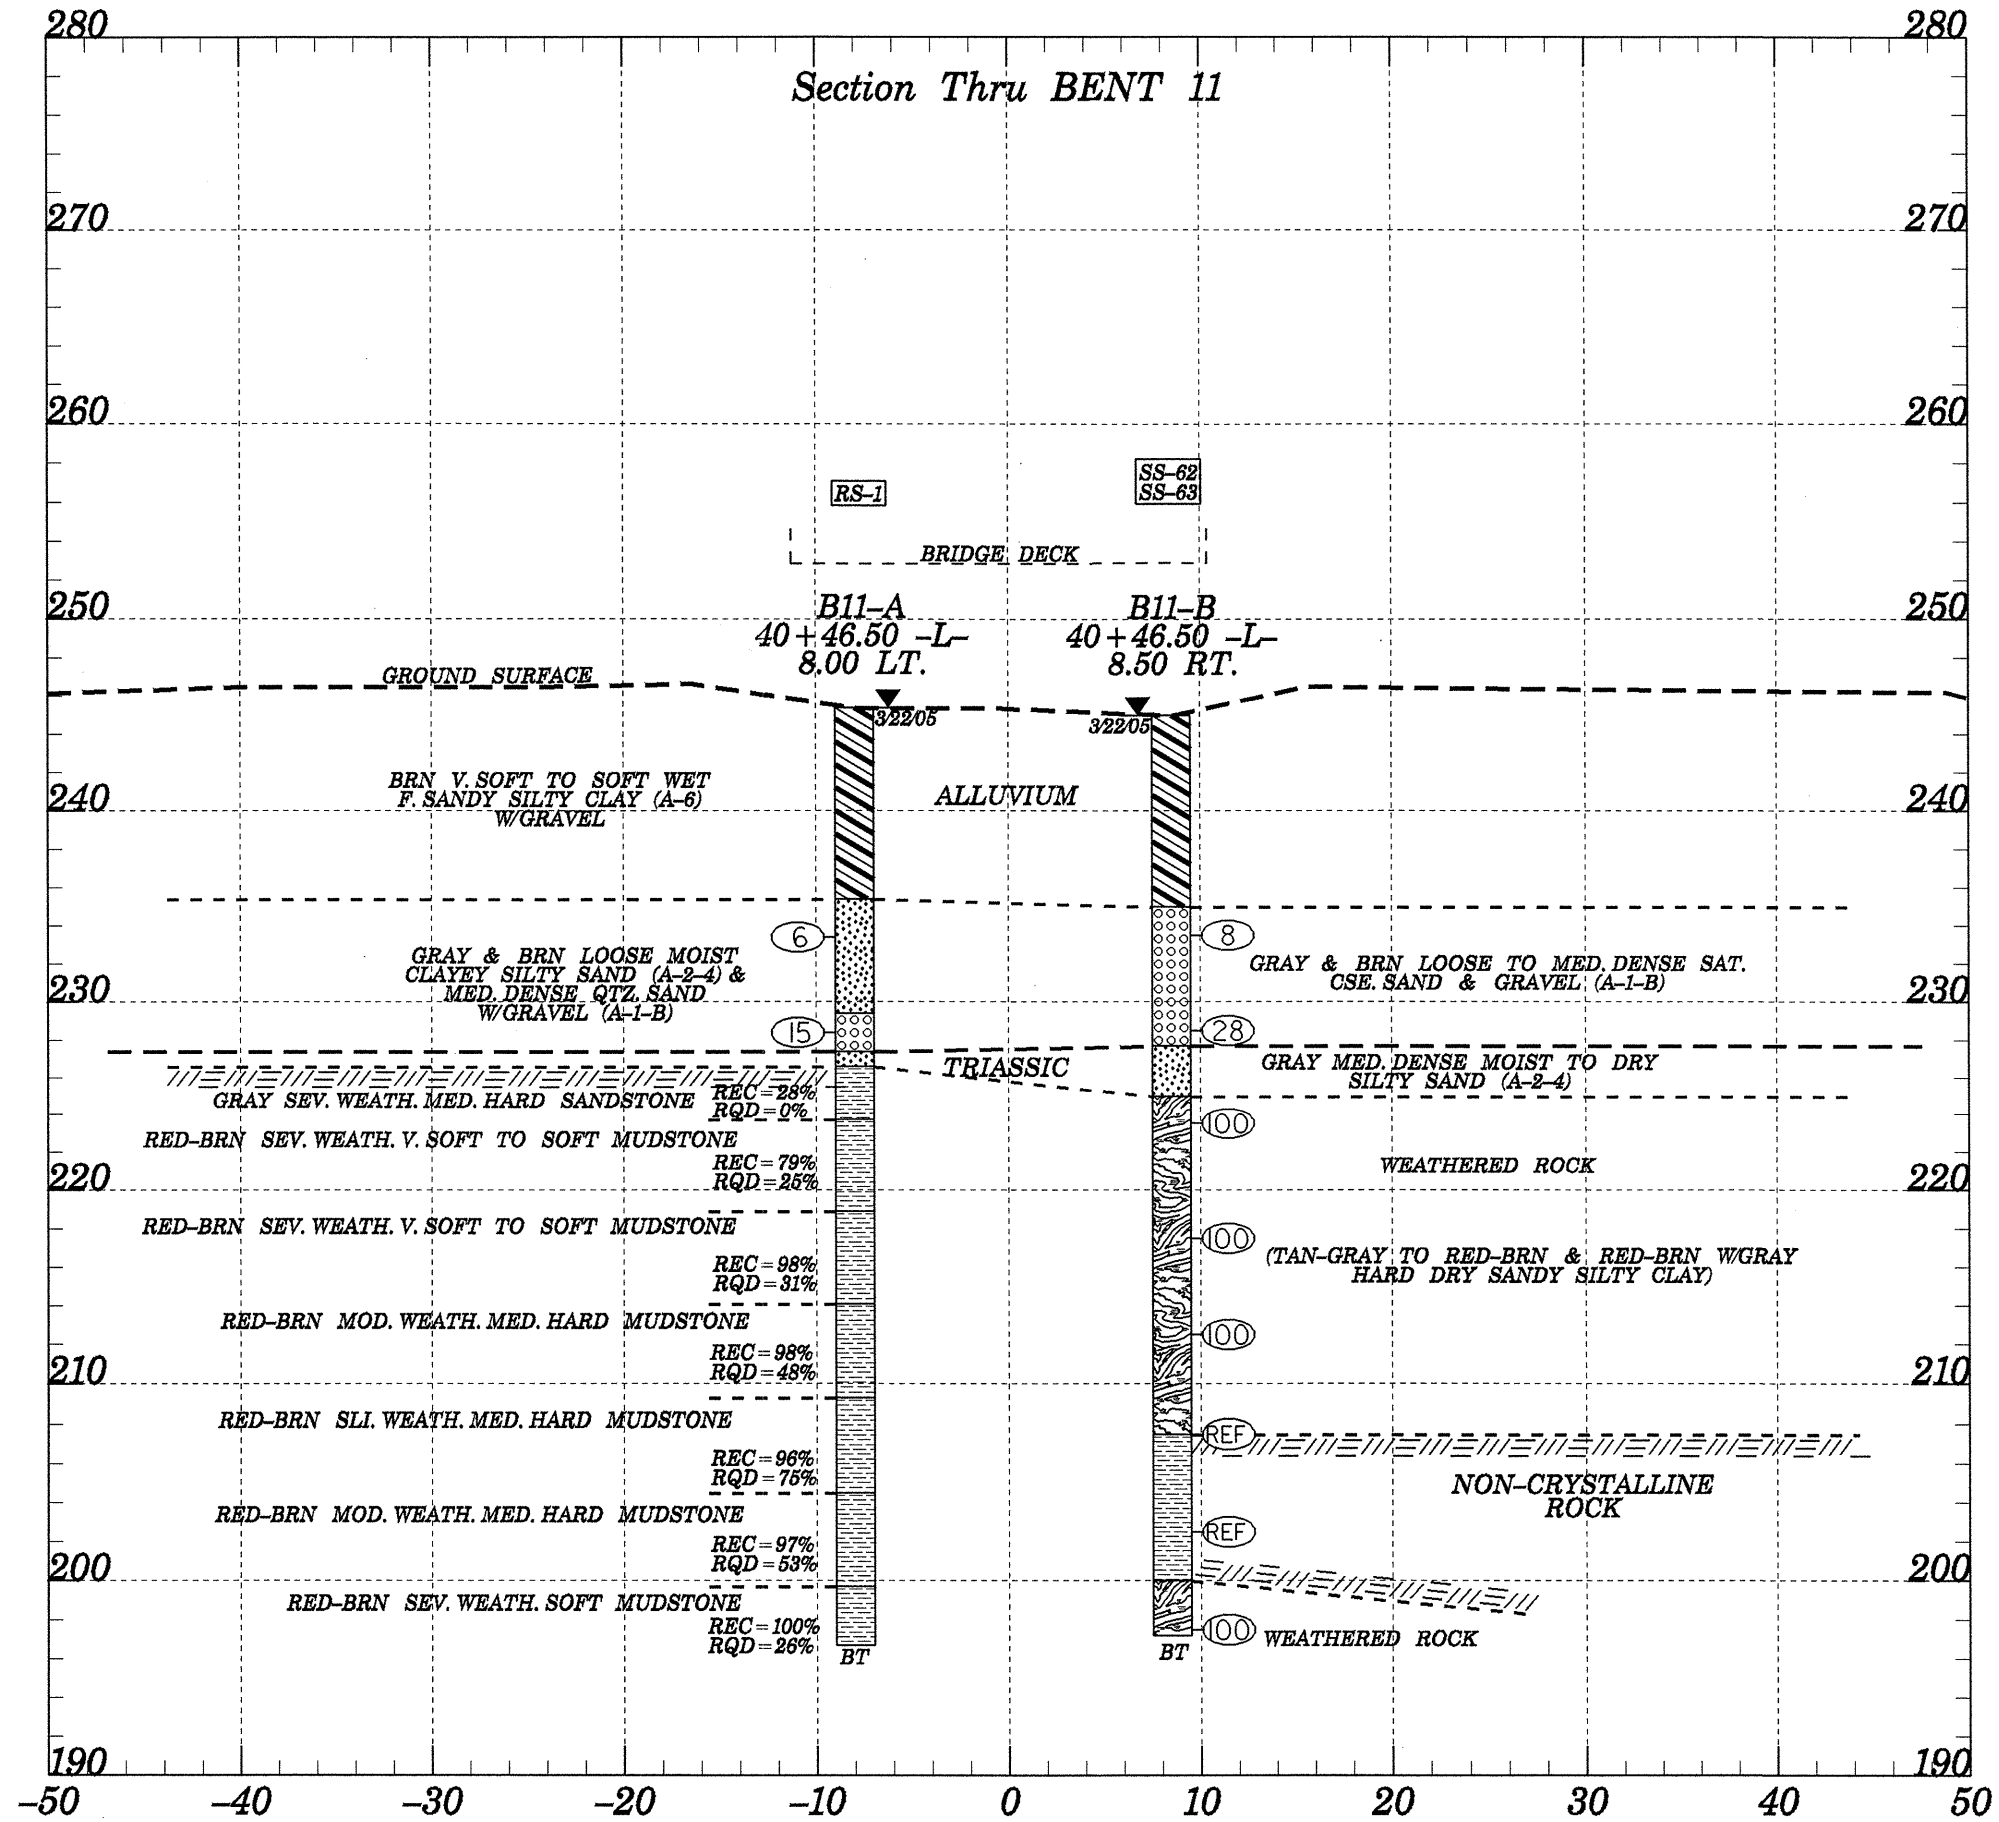 280 280
Section Thru BENT 11
270 270
260 260
RS-1
SS-62
SS-63
BRIDGE DECK
250 250
B11-A
40+46.50 -L-
8.00 LT.
B11-B
40+46.50 -L-
8.50 RT.
GROUND SURFACE
3/22/05
3/22/05
BRN V. SOFT TO SOFT WET
F. SANDY SILTY CLAY (A-6)
W/GRAVEL
ALLUVIUM
240 240
6
8
GRAY & BRN LOOSE MOIST
CLAYEY SILTY SAND (A-2-4) &
MED. DENSE QTZ. SAND
W/GRAVEL (A-1-B)
GRAY & BRN LOOSE TO MED. DENSE SAT.
CSE. SAND & GRAVEL (A-1-B)
230 230
15
28
TRIASSIC
GRAY MED. DENSE MOIST TO DRY
SILTY SAND (A-2-4)
GRAY SEV. WEATH. MED. HARD SANDSTONE
REC=28%
RQD=0%
100
RED-BRN SEV. WEATH. V. SOFT TO SOFT MUDSTONE
REC=79%
RQD=25%
WEATHERED ROCK
220 220
RED-BRN SEV. WEATH. V. SOFT TO SOFT MUDSTONE
100
REC=98%
RQD=31%
(TAN-GRAY TO RED-BRN & RED-BRN W/GRAY
HARD DRY SANDY SILTY CLAY)
RED-BRN MOD. WEATH. MED. HARD MUDSTONE
100
REC=98%
RQD=48%
210 210
RED-BRN SLI. WEATH. MED. HARD MUDSTONE
REF
REC=96%
RQD=75%
NON-CRYSTALLINE
ROCK
RED-BRN MOD. WEATH. MED. HARD MUDSTONE
REF
REC=97%
RQD=53%
200 200
RED-BRN SEV. WEATH. SOFT MUDSTONE
REC=100%
RQD=26%
100
WEATHERED ROCK
BT
BT
190 190
-50 -40 -30 -20 -10 0 10 20 30 40 50